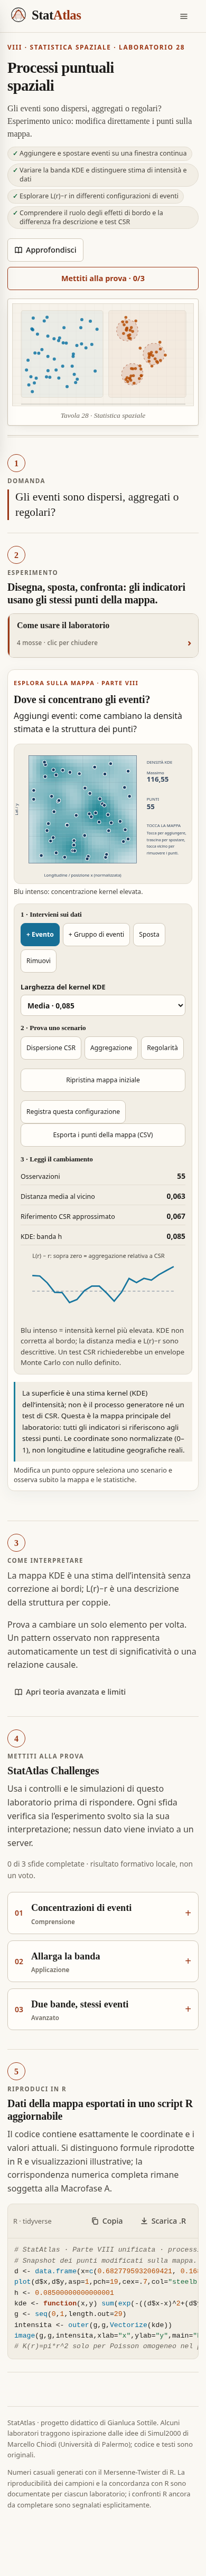 StatAtlas
VIII · STATISTICA SPAZIALE · LABORATORIO 28
Processi puntuali
spaziali
Gli eventi sono dispersi, aggregati o regolari?
Esperimento unico: modifica direttamente i punti sulla
mappa.
✓ Aggiungere e spostare eventi su una finestra continua
✓ Variare la banda KDE e distinguere stima di intensità e
dati
✓ Esplorare L(r)−r in differenti configurazioni di eventi
✓ Comprendere il ruolo degli effetti di bordo e la
differenza fra descrizione e test CSR
Approfondisci
Mettiti alla prova · 0/3
Tavola 28 · Statistica spaziale
1
DOMANDA
Gli eventi sono dispersi, aggregati o
regolari?
2
ESPERIMENTO
Disegna, sposta, confronta: gli indicatori
usano gli stessi punti della mappa.
Come usare il laboratorio
4 mosse · clic per chiudere
›
ESPLORA SULLA MAPPA · PARTE VIII
Dove si concentrano gli eventi?
Aggiungi eventi: come cambiano la densità
stimata e la struttura dei punti?
DENSITÀ KDE
Massimo
116,55
PUNTI
55
TOCCA LA MAPPA
Tocca per aggiungere,
trascina per spostare,
tocca vicino per
rimuovere i punti.
Lat / y
Longitudine / posizione x (normalizzata)
Blu intenso: concentrazione kernel elevata.
1 · Intervieni sui dati
+ Evento
+ Gruppo di eventi
Sposta
Rimuovi
Larghezza del kernel KDE
Media · 0,085
2 · Prova uno scenario
Dispersione CSR
Aggregazione
Regolarità
Ripristina mappa iniziale
Registra questa configurazione
Esporta i punti della mappa (CSV)
3 · Leggi il cambiamento
Osservazioni 55
Distanza media al vicino 0,063
Riferimento CSR approssimato 0,067
KDE: banda h 0,085
L(r) − r: sopra zero = aggregazione relativa a CSR
Blu intenso = intensità kernel più elevata. KDE non
corretta al bordo; la distanza media e L(r)−r sono
descrittive. Un test CSR richiederebbe un envelope
Monte Carlo con nullo definito.
La superficie è una stima kernel (KDE)
dell’intensità; non è il processo generatore né un
test di CSR. Questa è la mappa principale del
laboratorio: tutti gli indicatori si riferiscono agli
stessi punti. Le coordinate sono normalizzate (0–
1), non longitudine e latitudine geografiche reali.
Modifica un punto oppure seleziona uno scenario e
osserva subito la mappa e le statistiche.
3
COME INTERPRETARE
La mappa KDE è una stima dell’intensità senza
correzione ai bordi; L(r)−r è una descrizione
della struttura per coppie.
Prova a cambiare un solo elemento per volta.
Un pattern osservato non rappresenta
automaticamente un test di significatività o una
relazione causale.
Apri teoria avanzata e limiti
4
METTITI ALLA PROVA
StatAtlas Challenges
Usa i controlli e le simulazioni di questo
laboratorio prima di rispondere. Ogni sfida
verifica sia l’esperimento svolto sia la sua
interpretazione; nessun dato viene inviato a un
server.
0 di 3 sfide completate · risultato formativo locale, non
un voto.
01 Concentrazioni di eventi +
Comprensione
02 Allarga la banda +
Applicazione
03 Due bande, stessi eventi +
Avanzato
5
RIPRODUCI IN R
Dati della mappa esportati in uno script R
aggiornabile
Il codice contiene esattamente le coordinate e i
valori attuali. Si distinguono formule riprodotte
in R e visualizzazione illustrativa; la
corrispondenza numerica completa rimane
soggetta alla Macrofase A.
R · tidyverse
Copia
Scarica .R
# StatAtlas - Parte VIII unificata · process
# Snapshot dei punti modificati sulla mappa.
d <- data.frame(x=c(0.6827795932069421, 0.16
plot(d$x,d$y,asp=1,pch=19,cex=.7,col="steelb
h <- 0.08500000000000001
kde <- function(x,y) sum(exp(-((d$x-x)^2+(d$
g <- seq(0,1,length.out=29)
intensita <- outer(g,g,Vectorize(kde))
image(g,g,intensita,xlab="x",ylab="y",main="
# K(r)=pi*r^2 solo per Poisson omogeneo nel
StatAtlas · progetto didattico di Gianluca Sottile. Alcuni
laboratori traggono ispirazione dalle idee di Simul2000 di
Marcello Chiodi (Università di Palermo); codice e testi sono
originali.
Numeri casuali generati con il Mersenne-Twister di R. La
riproducibilità dei campioni e la concordanza con R sono
documentate per ciascun laboratorio; i confronti R ancora
da completare sono segnalati esplicitamente.